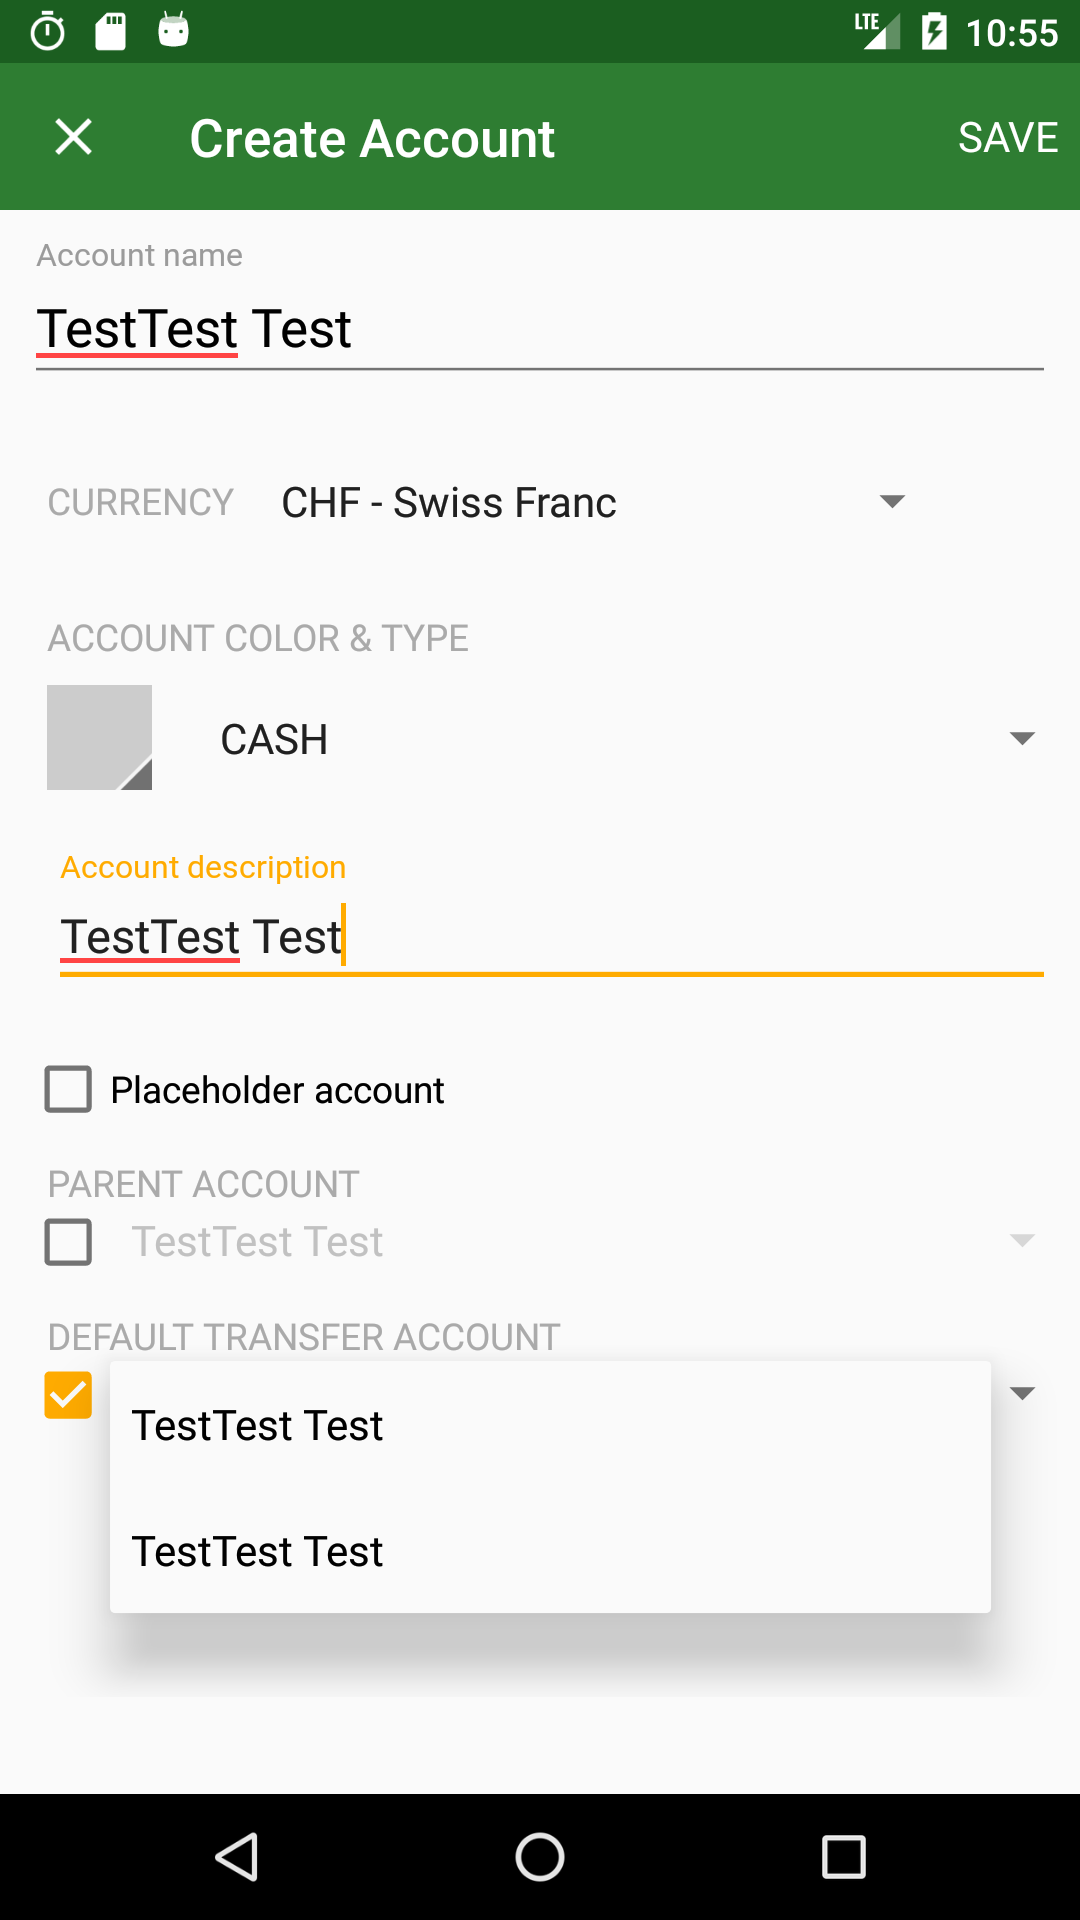 LTE 10:55
Create Account SAVE
Account name
TestTest Test
CURRENCY CHF - Swiss Franc
ACCOUNT COLOR & TYPE
CASH
Account description
TestTest Test
Placeholder account
PARENT ACCOUNT
TestTest Test
DEFAULT TRANSFER ACCOUNT
TestTest Test
TestTest Test